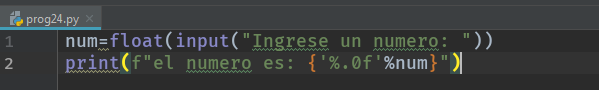 prog24.py ×
1 num=float(input("Ingrese un numero: "))
2 print(f"el numero es: {'%.0f'%num}")